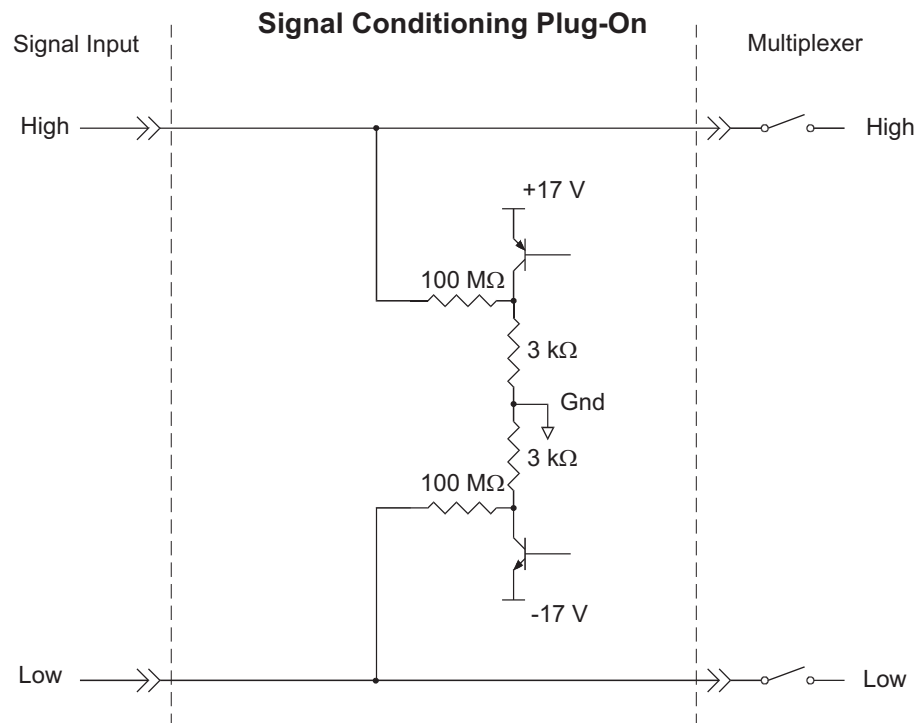 Signal Conditioning Plug-On
Signal Input
Multiplexer
High
High
+17 V
100 MΩ
3 kΩ
Gnd
3 kΩ
100 MΩ
-17 V
Low
Low